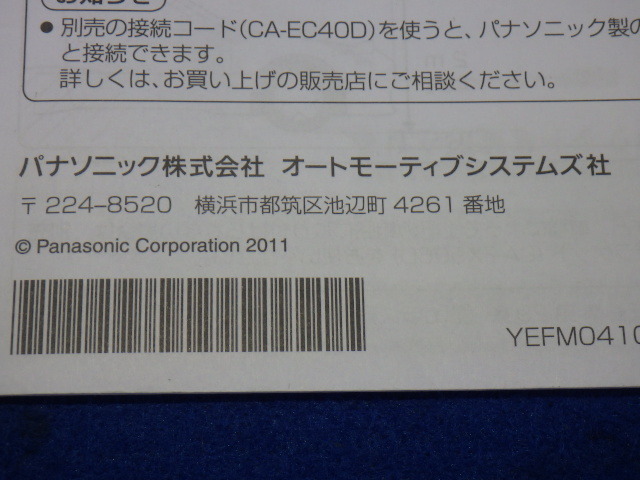 お知らせ
● 別売の接続コード(CA-EC40D)を使うと、パナソニック製の
と接続できます。
詳しくは、お買い上げの販売店にご相談ください。
パナソニック株式会社 オートモーティブシステムズ社
〒224–8520 横浜市都筑区池辺町 4261 番地
© Panasonic Corporation 2011
YEFM0410